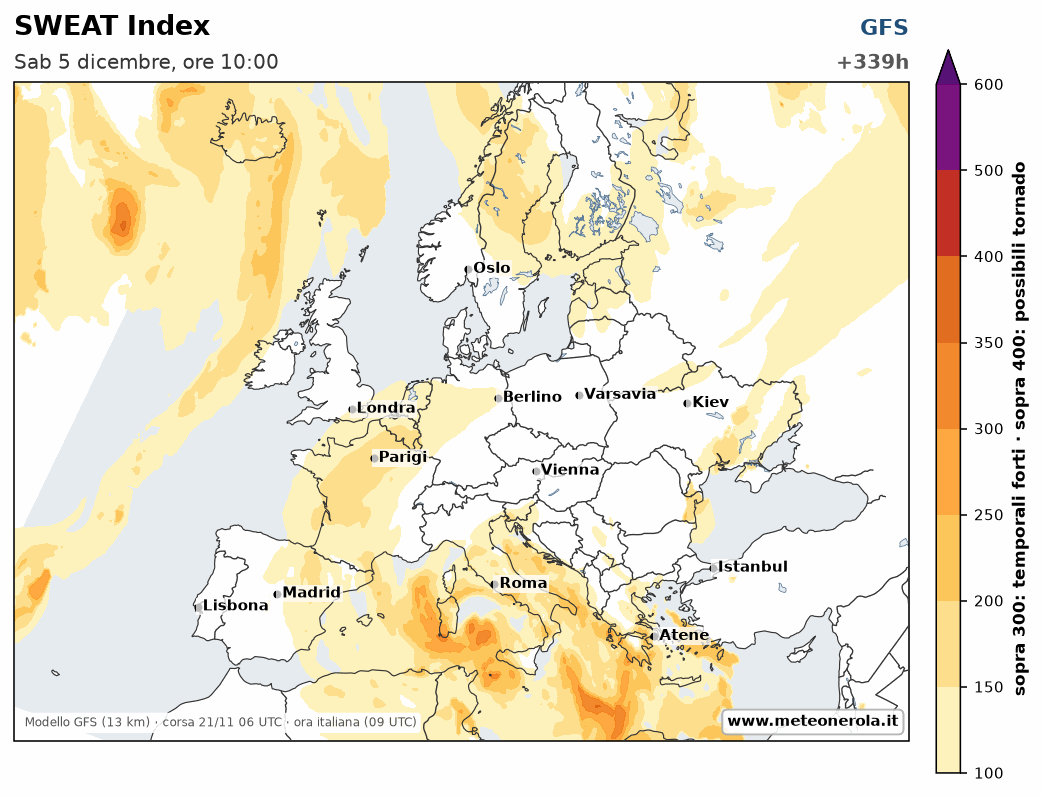 SWEAT Index
GFS
Sab 5 dicembre, ore 10:00
+339h
600
500
400
350
300
250
200
150
100
sopra 300: temporali forti · sopra 400: possibili tornado
Oslo
Londra
Berlino
Varsavia
Kiev
Parigi
Vienna
Istanbul
Madrid
Roma
Lisbona
Atene
Modello GFS (13 km) · corsa 21/11 06 UTC · ora italiana (09 UTC)
www.meteonerola.it